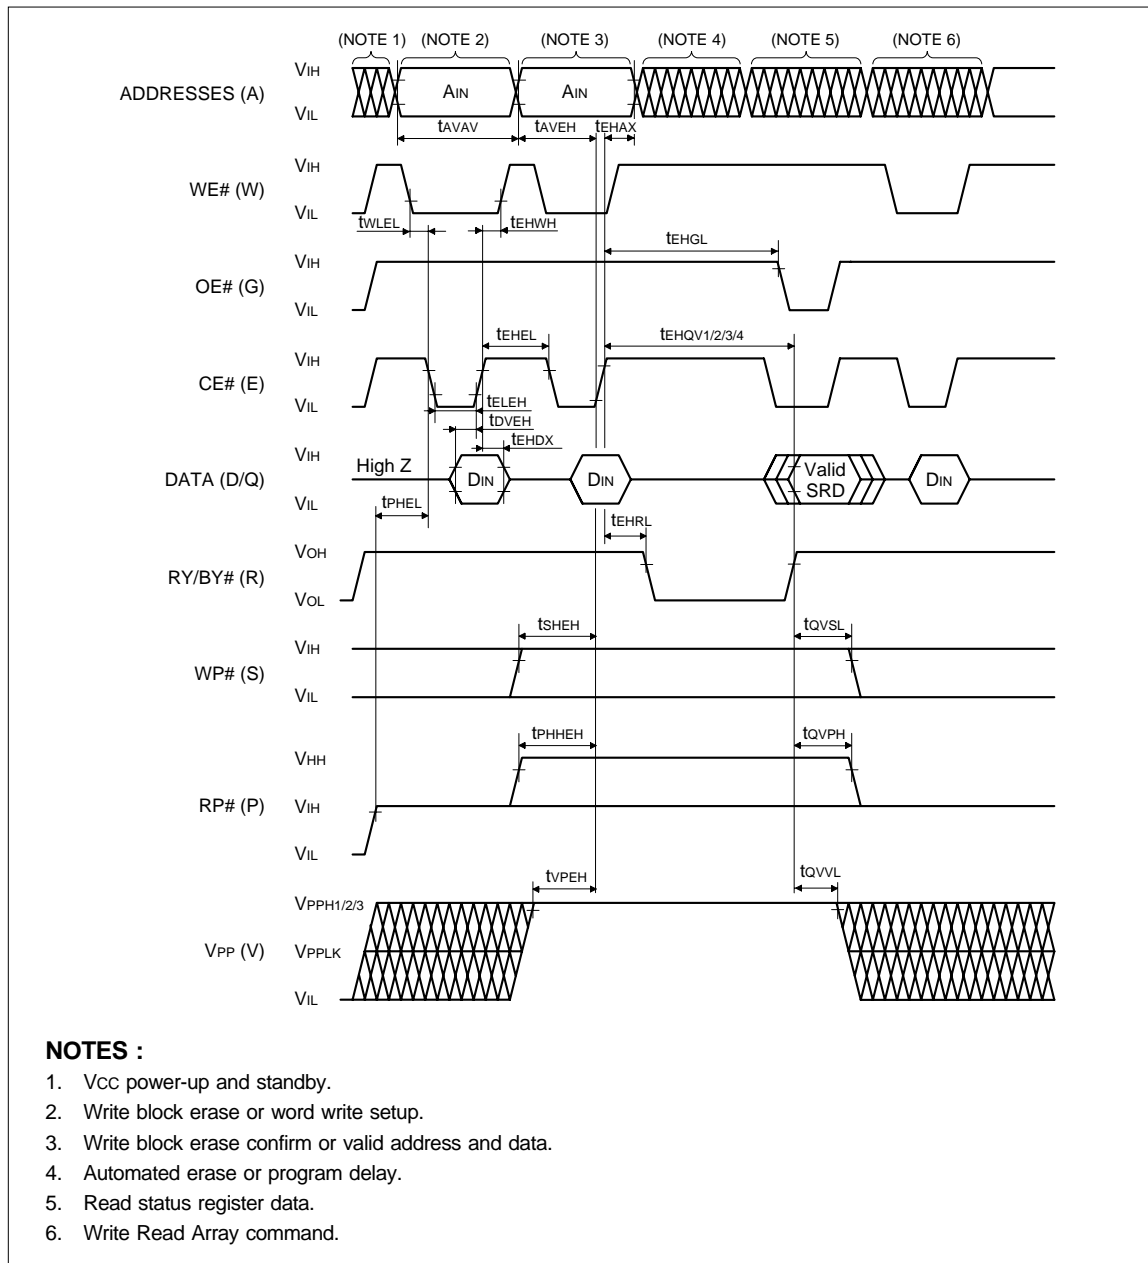 (NOTE 1) (NOTE 2) (NOTE 3) (NOTE 4) (NOTE 5) (NOTE 6)
ADDRESSES (A)
VIH
VIL
AIN
AIN
tAVAV
tAVEH
tEHAX
WE# (W)
VIH
VIL
tWLEL
tEHWH
tEHGL
OE# (G)
VIH
VIL
tEHEL
tEHQV1/2/3/4
CE# (E)
VIH
VIL
tELEH
tDVEH
tEHDX
DATA (D/Q)
VIH
VIL
High Z
DIN
DIN
Valid
SRD
DIN
tPHEL
tEHRL
RY/BY# (R)
VOH
VOL
tSHEH
tQVSL
WP# (S)
VIH
VIL
tPHHEH
tQVPH
RP# (P)
VHH
VIH
VIL
tVPEH
tQVVL
VPP (V)
VPPH1/2/3
VPPLK
VIL
NOTES :
1. VCC power-up and standby.
2. Write block erase or word write setup.
3. Write block erase confirm or valid address and data.
4. Automated erase or program delay.
5. Read status register data.
6. Write Read Array command.